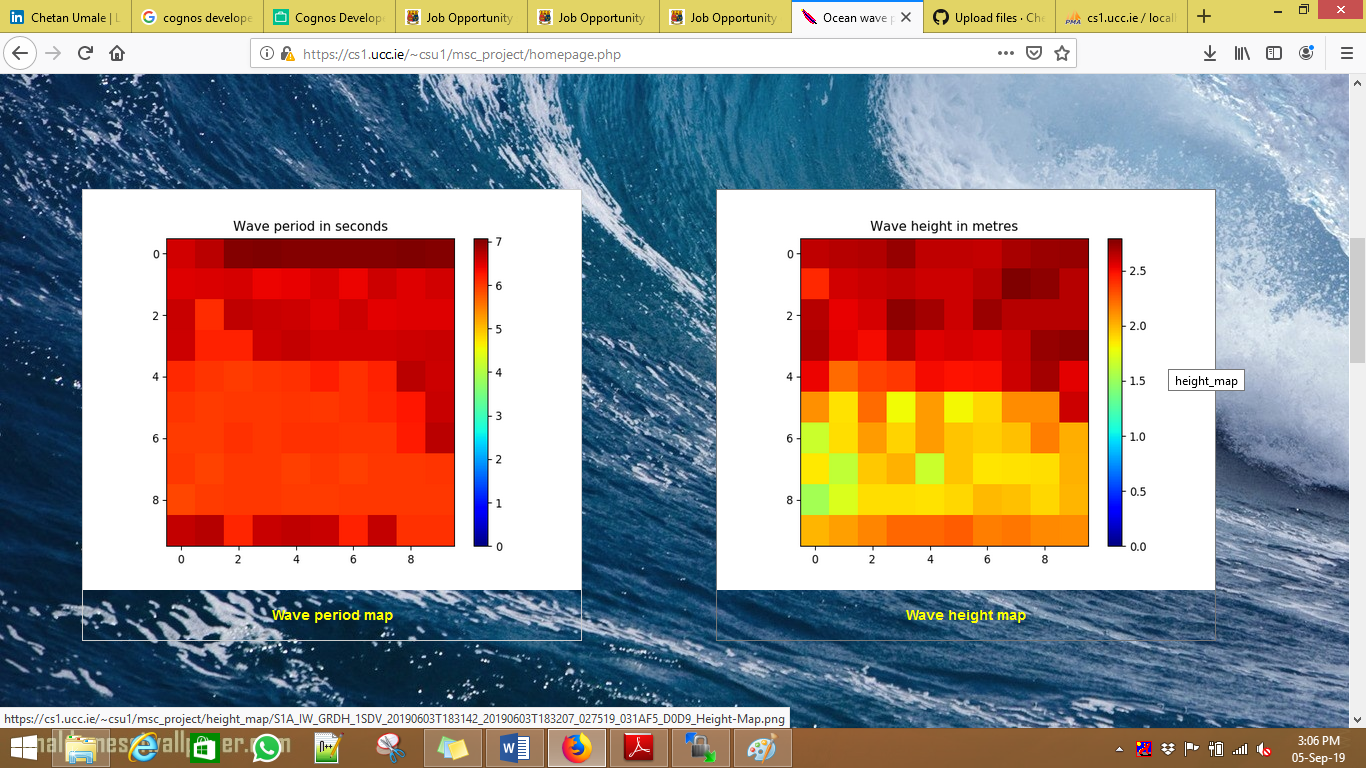 Chetan Umale | L
cognos develope
Cognos Develope
Job Opportunity
Job Opportunity
Job Opportunity
Ocean wave p
Upload files · Che
cs1.ucc.ie / locall
https://cs1.ucc.ie/~csu1/msc_project/homepage.php
Wave period in seconds
0
2
4
6
8
0 2 4 6 8
7
6
5
4
3
2
1
0
Wave period map
Wave height in metres
0
2
4
6
8
0 2 4 6 8
2.5
2.0
1.5
1.0
0.5
0.0
height_map
Wave height map
https://cs1.ucc.ie/~csu1/msc_project/height_map/S1A_IW_GRDH_1SDV_20190603T183142_20190603T183207_027519_031AF5_D0D9_Height-Map.png
3:06 PM
05-Sep-19